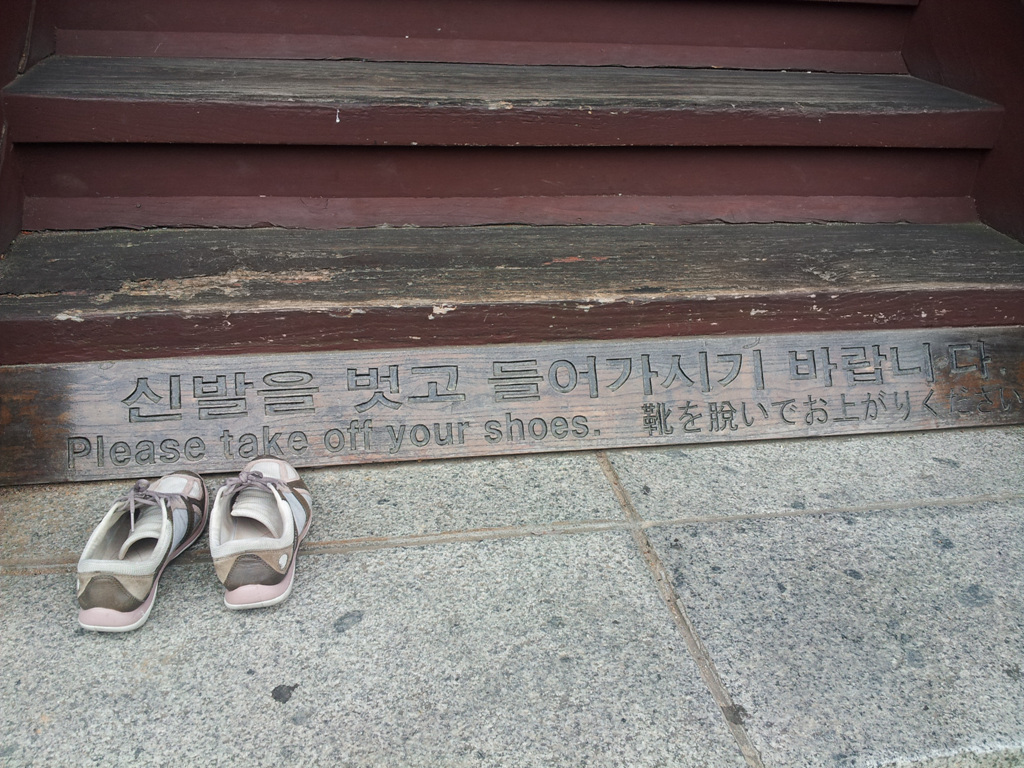 신발을 벗고 들어가시기 바랍니다.
Please take off your shoes. 靴を脱いでお上がりください